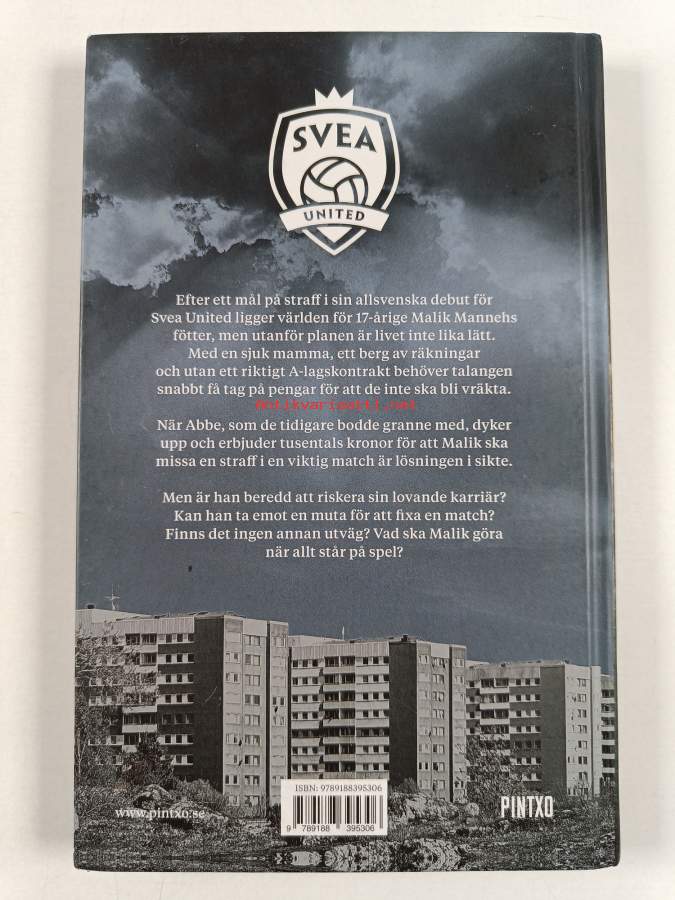 SVEA
UNITED
Efter ett mål på straff i sin allsvenska debut för
Svea United ligger världen för 17-årige Malik Mannehs
fötter, men utanför planen är livet inte lika lätt.
Med en sjuk mamma, ett berg av räkningar
och utan ett riktigt A-lagskontrakt behöver talangen
snabbt få tag på pengar för att de inte ska bli vräkta.
Antikvariaatti.net
När Abbe, som de tidigare bodde granne med, dyker
upp och erbjuder tusentals kronor för att Malik ska
missa en straff i en viktig match är lösningen i sikte.
Men är han beredd att riskera sin lovande karriär?
Kan han ta emot en muta för att fixa en match?
Finns det ingen annan utväg? Vad ska Malik göra
när allt står på spel?
ISBN: 9789188395306
www.pintxo.se
PINTXO
9 789188 395306